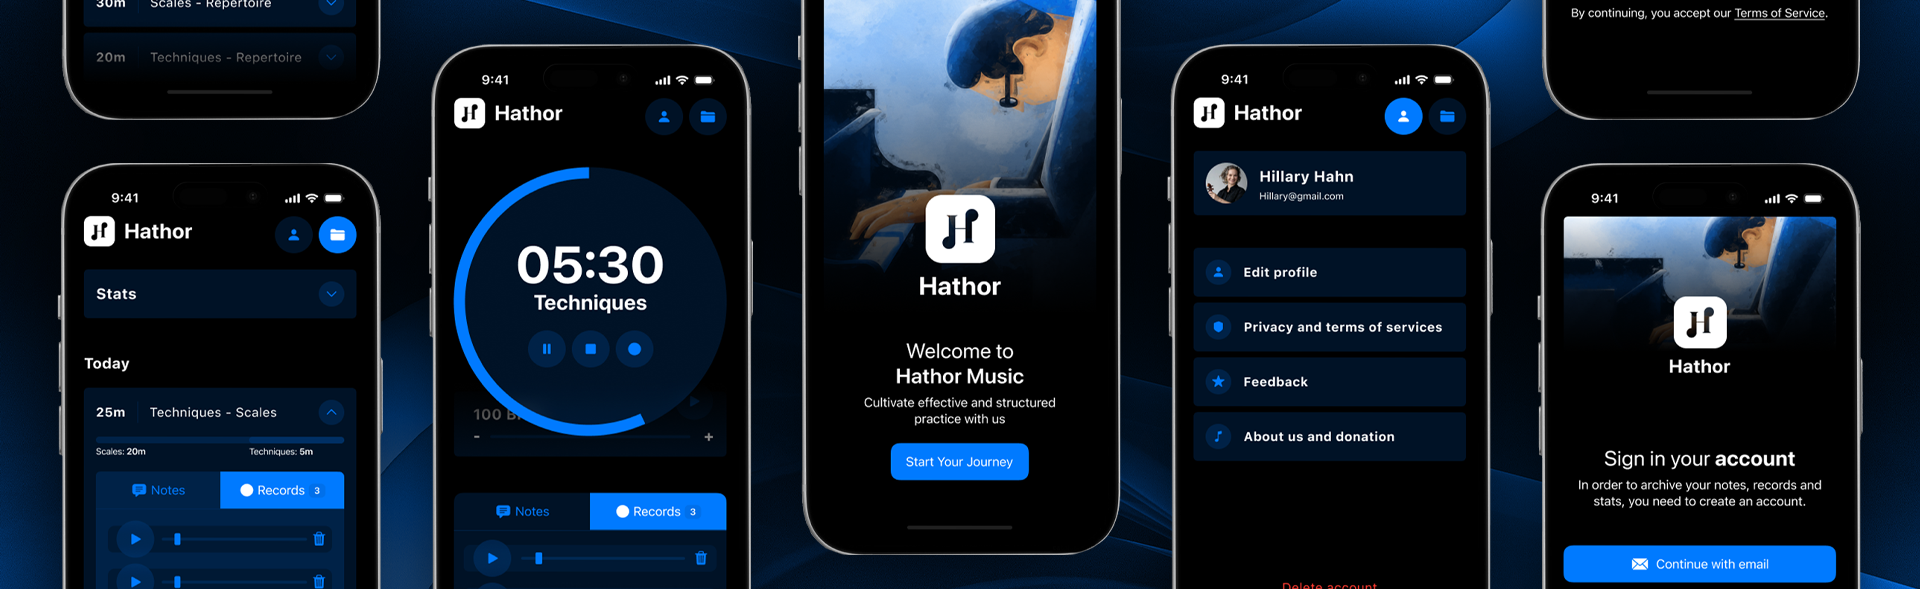 30m Scales - Repertoire
20m Techniques - Repertoire
9:41
Hathor
Stats
Today
25m Techniques - Scales
Scales: 20m Techniques: 5m
Notes Records 3
9:41
Hathor
05:30
Techniques
100
- +
Notes Records 3
Hathor
Welcome to
Hathor Music
Cultivate effective and structured
practice with us
Start Your Journey
9:41
Hathor
Hillary Hahn
Hillary@gmail.com
Edit profile
Privacy and terms of services
Feedback
About us and donation
Delete account
By continuing, you accept our Terms of Service.
9:41
Hathor
Sign in your account
In order to archive your notes, records and
stats, you need to create an account.
Continue with email